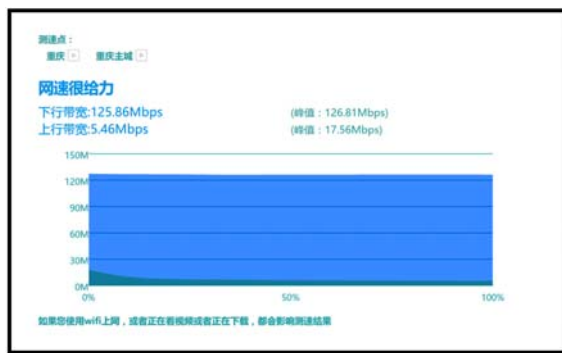 测速点：
重庆 重庆主城
网速很给力
下行带宽:125.86Mbps (峰值：126.81Mbps)
上行带宽:5.46Mbps (峰值：17.56Mbps)
150M
120M
90M
60M
30M
0M
0% 50% 100%
如果您使用wifi上网，或者正在看视频或者正在下载，都会影响测速结果